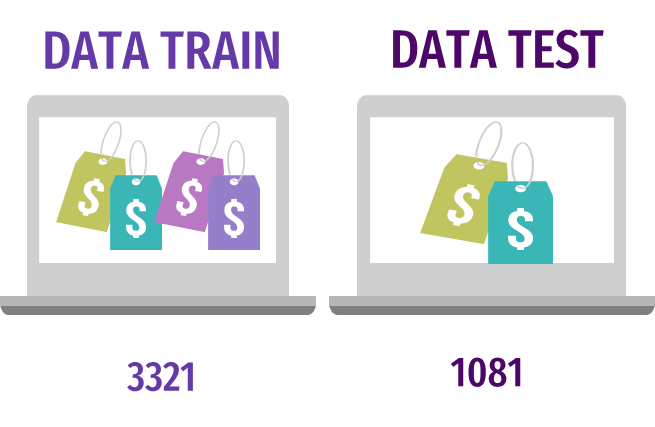 DATA TRAIN
DATA TEST
$ $ $ $
$ $
3321
1081